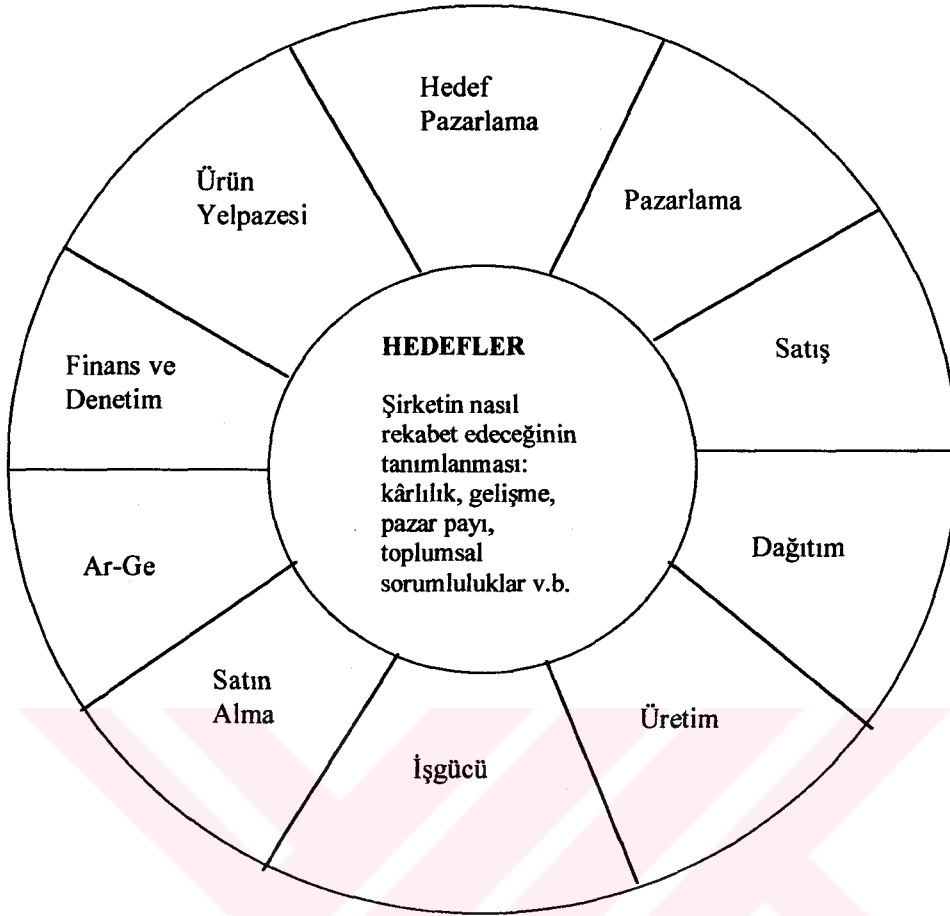 Hedef
Pazarlama
Pazarlama
Satış
Dağıtım
Üretim
İşgücü
Satın
Alma
Ar-Ge
Finans ve
Denetim
Ürün
Yelpazesi
HEDEFLER
Şirketin nasıl
rekabet edeceğinin
tanımlanması:
kârlılık, gelişme,
pazar payı,
toplumsal
sorumluluklar v.b.